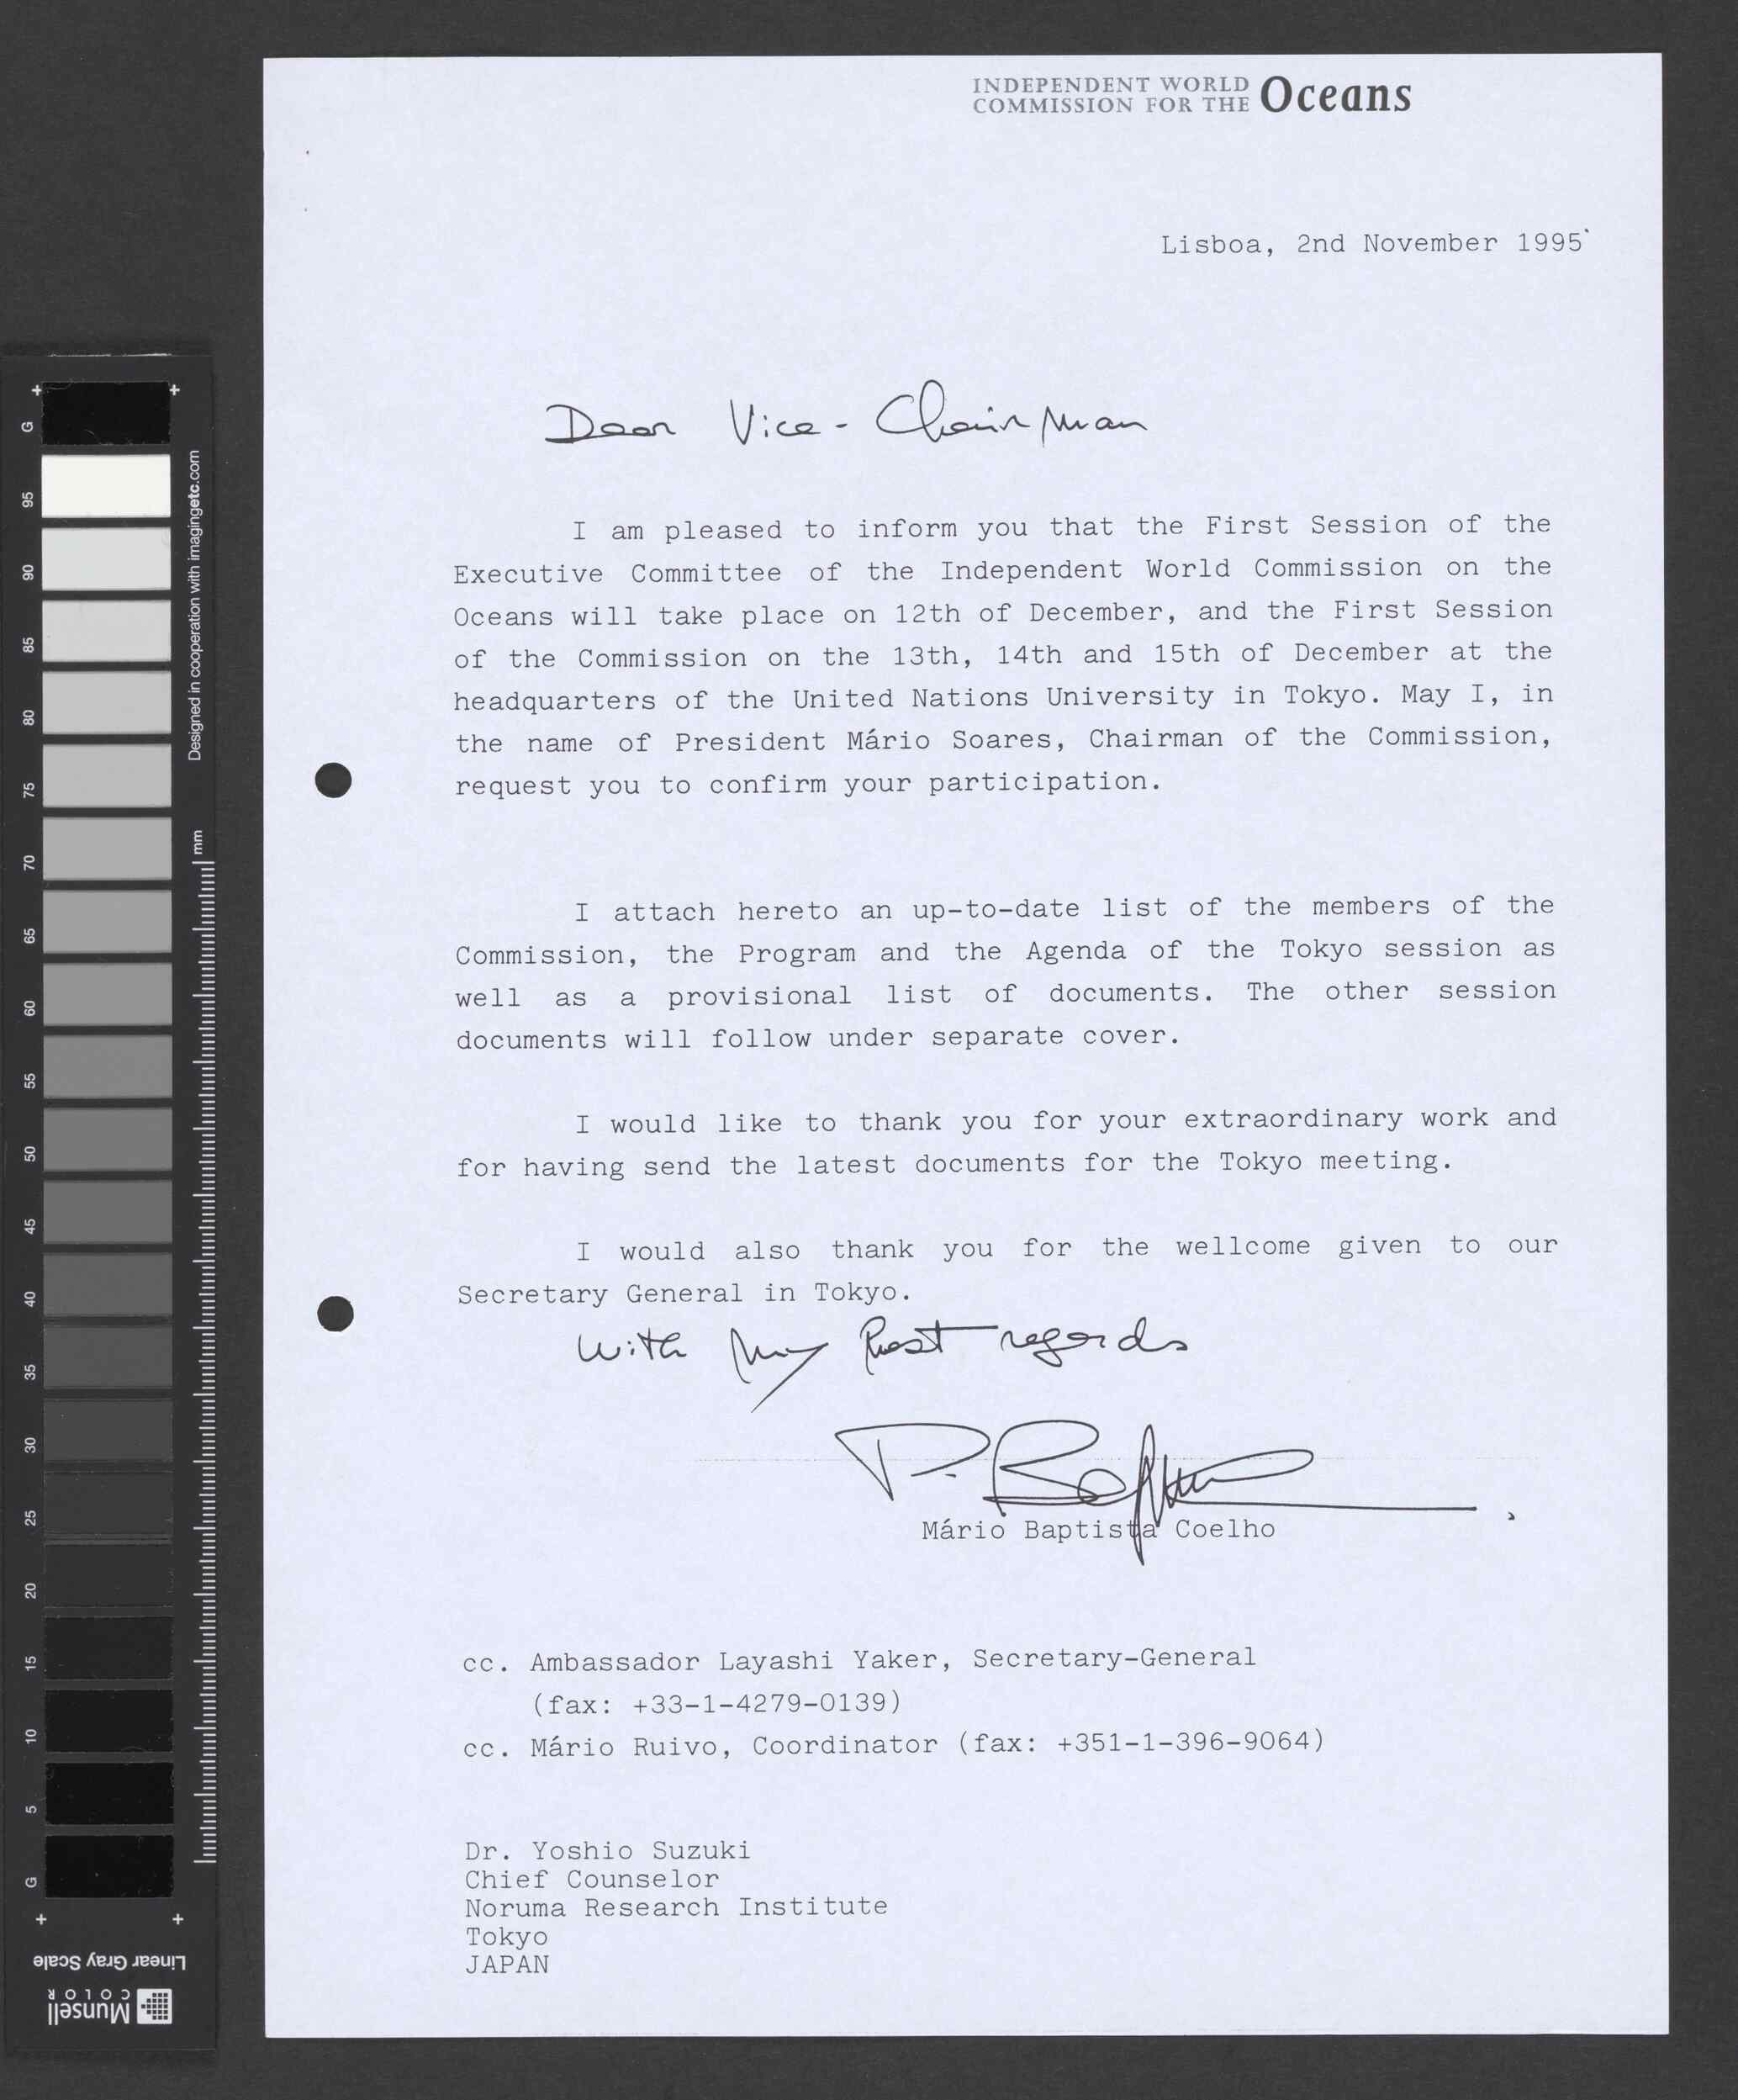 INDEPENDENT WORLD
COMMISSION FOR THE Oceans
Lisboa, 2nd November 1995
Dear Vice-Chairman
I am pleased to inform you that the First Session of the
Executive Committee of the Independent World Commission on the
Oceans will take place on 12th of December, and the First Session
of the Commission on the 13th, 14th and 15th of December at the
headquarters of the United Nations University in Tokyo. May I, in
the name of President Mário Soares, Chairman of the Commission,
request you to confirm your participation.
I attach hereto an up-to-date list of the members of the
Commission, the Program and the Agenda of the Tokyo session as
well as a provisional list of documents. The other session
documents will follow under separate cover.
I would like to thank you for your extraordinary work and
for having send the latest documents for the Tokyo meeting.
I would also thank you for the wellcome given to our
Secretary General in Tokyo.
With my best regards
Mário Baptista Coelho
cc. Ambassador Layashi Yaker, Secretary-General
(fax: +33-1-4279-0139)
cc. Mário Ruivo, Coordinator (fax: +351-1-396-9064)
Dr. Yoshio Suzuki
Chief Counselor
Noruma Research Institute
Tokyo
JAPAN
G
95
90
85
80
75
70
65
60
55
50
45
40
35
30
25
20
15
10
5
G
Designed in cooperation with imagingetc.com
mm
Linear Gray Scale
Munsell
COLOR